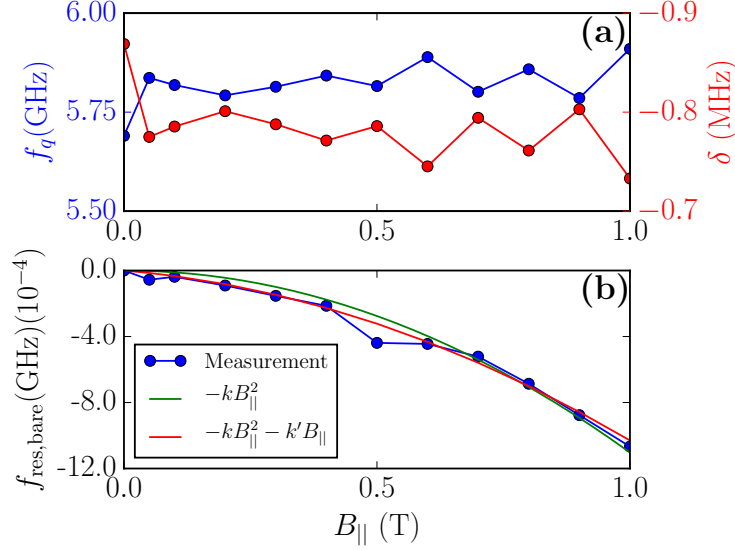 6.00
5.75
5.50
f_q(GHz)
(a)
−0.9
−0.8
−0.7
δ (MHz)
0.0 0.5 1.0
0.0
-4.0
-8.0
-12.0
f_res,bare(GHz)(10^−4)
(b)
Measurement
−kB_||^2
−kB_||^2 − k′B_||
0.0 0.5 1.0
B_|| (T)